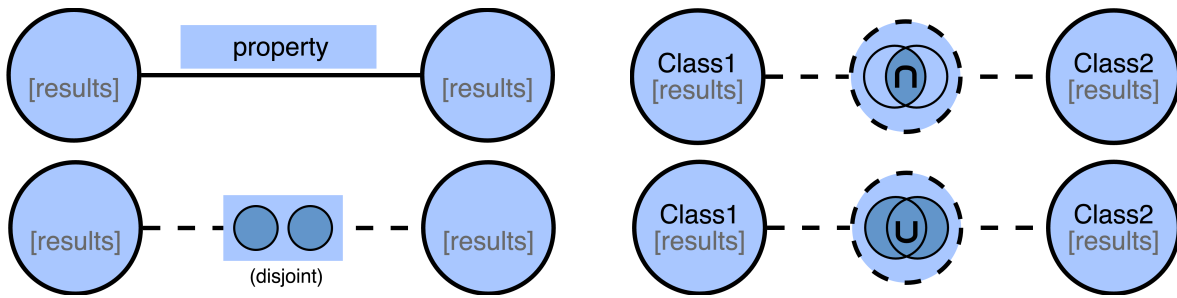 property
[results]
[results]
Class1
[results]
∩
Class2
[results]
[results]
(disjoint)
[results]
Class1
[results]
∪
Class2
[results]